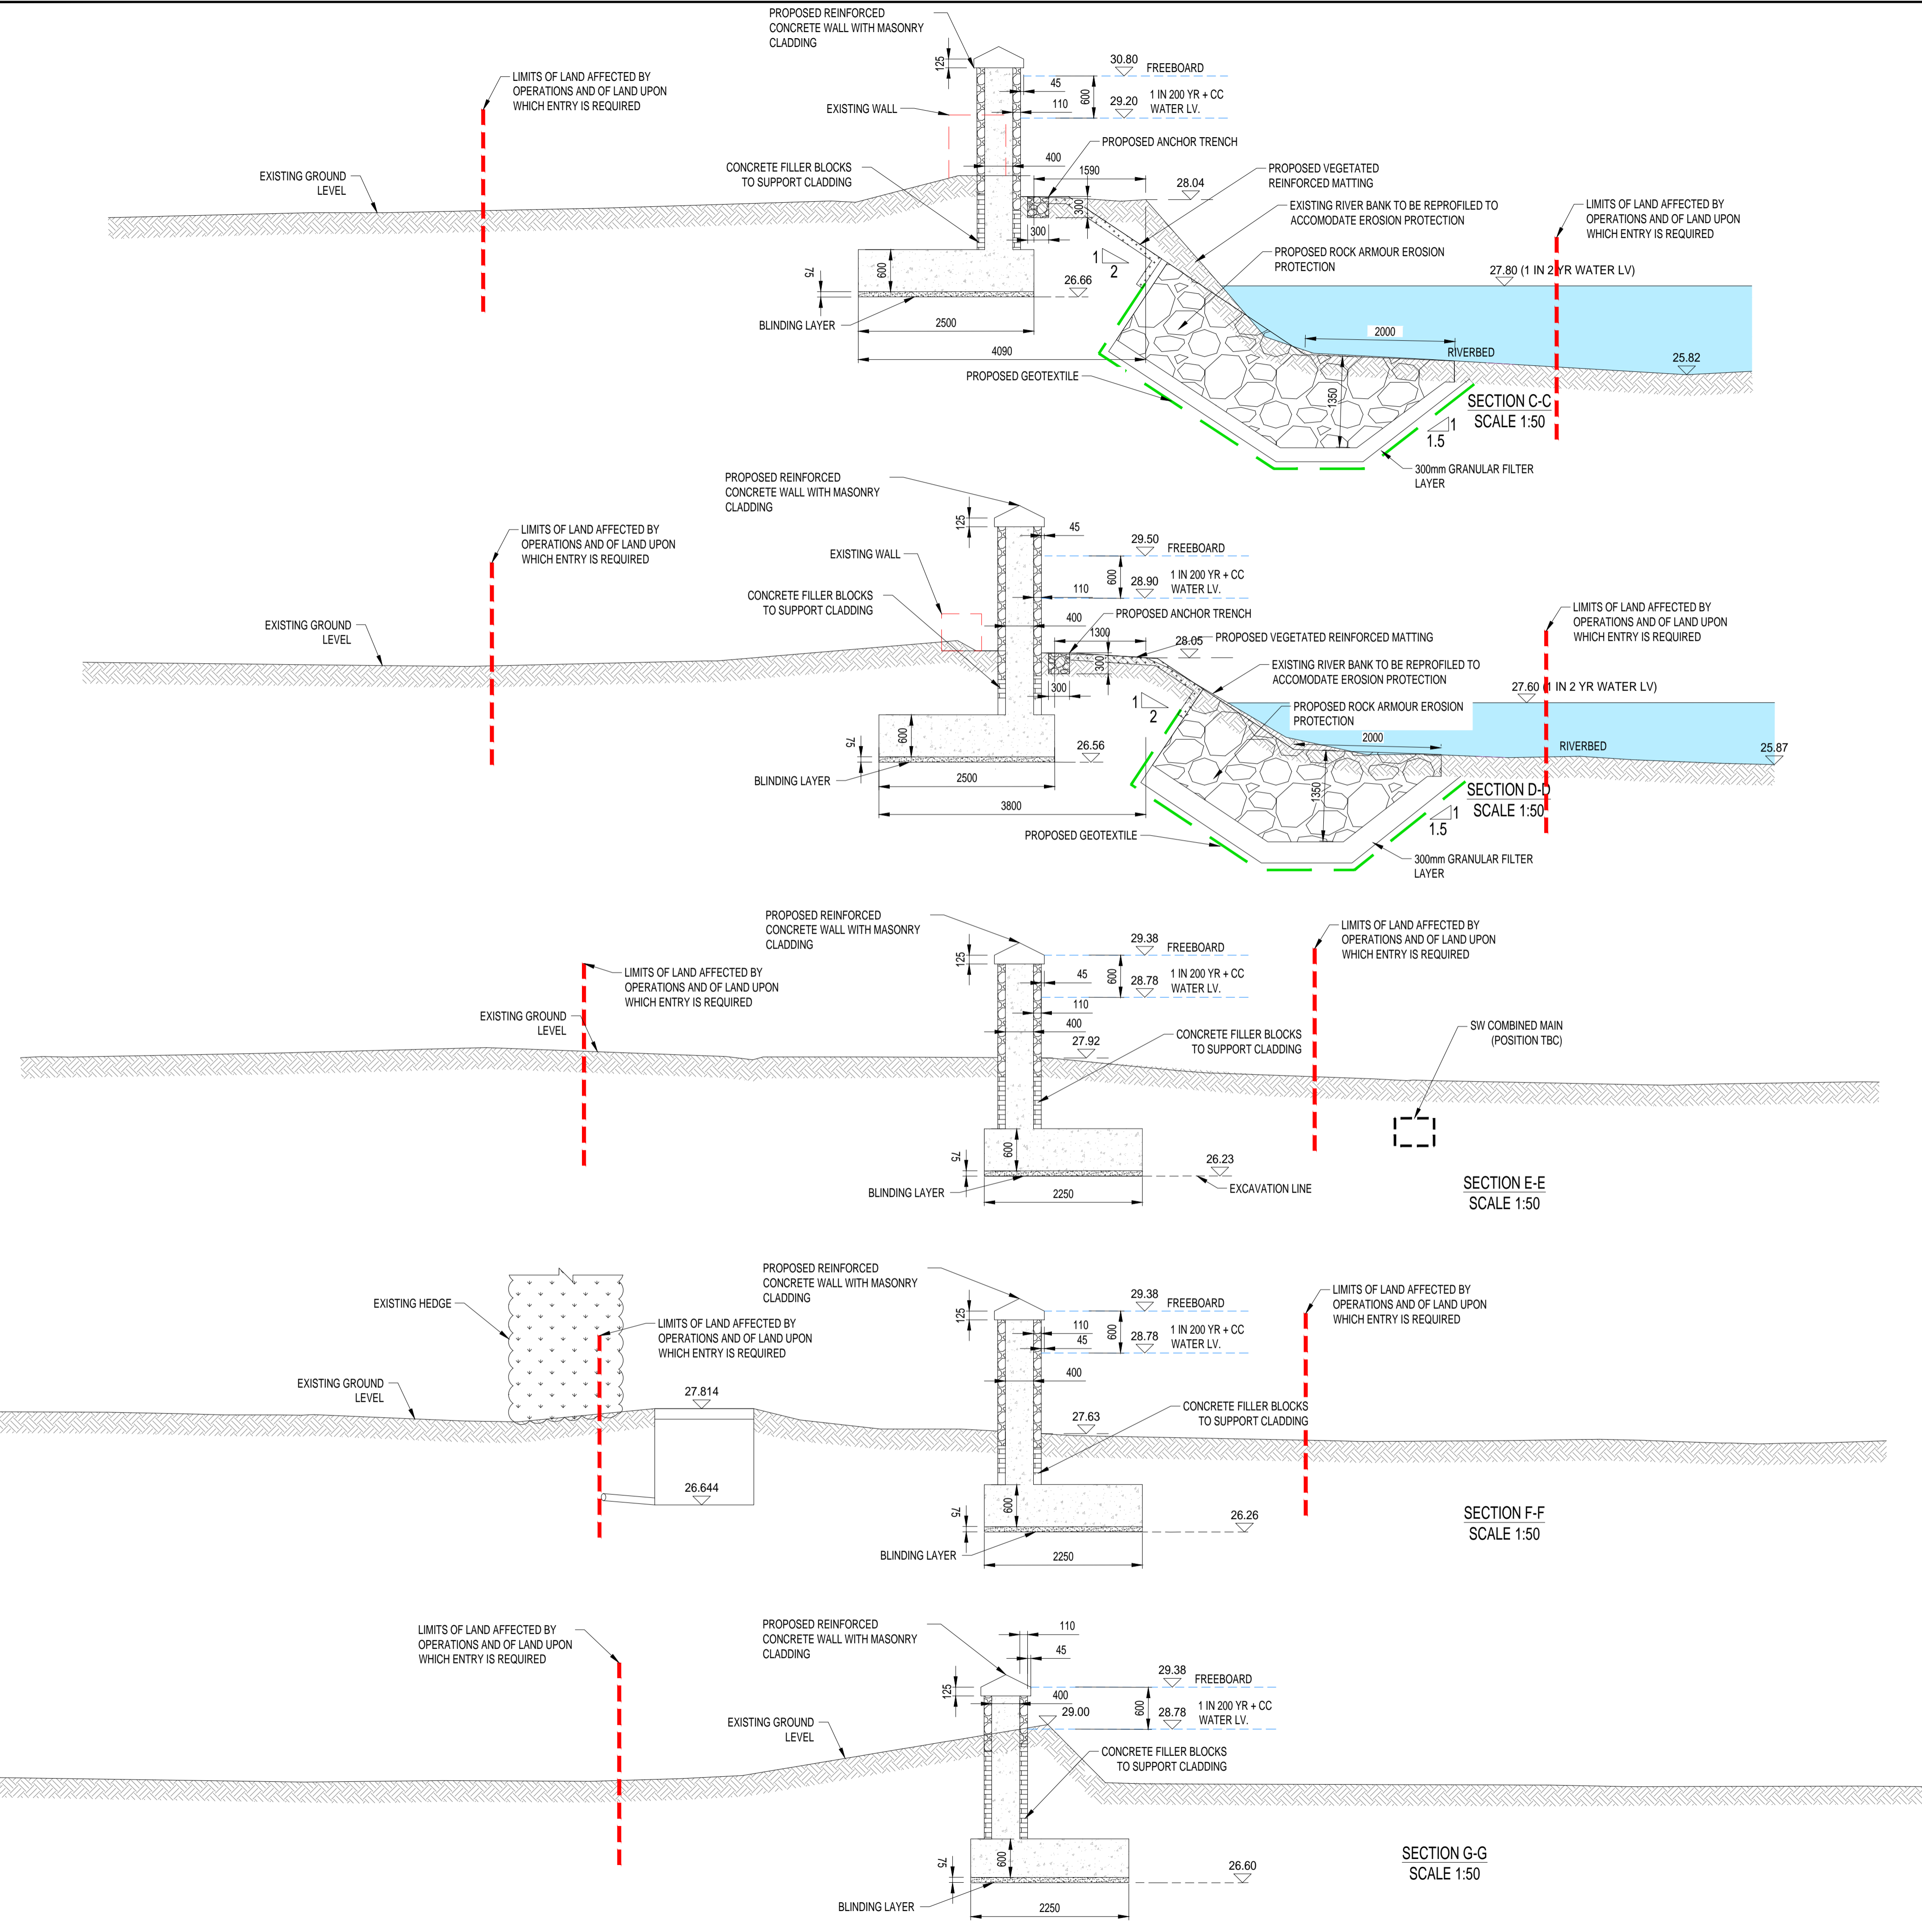 PROPOSED REINFORCED
CONCRETE WALL WITH MASONRY
CLADDING
LIMITS OF LAND AFFECTED BY
OPERATIONS AND OF LAND UPON
WHICH ENTRY IS REQUIRED
125
30.80
FREEBOARD
45
600
29.20
1 IN 200 YR + CC
WATER LV.
110
EXISTING WALL
PROPOSED ANCHOR TRENCH
400
1590
CONCRETE FILLER BLOCKS
TO SUPPORT CLADDING
EXISTING GROUND
LEVEL
PROPOSED VEGETATED
REINFORCED MATTING
28.04
EXISTING RIVER BANK TO BE REPROFILED TO
ACCOMODATE EROSION PROTECTION
LIMITS OF LAND AFFECTED BY
OPERATIONS AND OF LAND UPON
WHICH ENTRY IS REQUIRED
300
300
PROPOSED ROCK ARMOUR EROSION
PROTECTION
1
2
27.80 (1 IN 2 YR WATER LV)
75
600
26.66
BLINDING LAYER
2500
2000
4090
RIVERBED
25.82
PROPOSED GEOTEXTILE
1350
SECTION C-C
SCALE 1:50
1
1.5
300mm GRANULAR FILTER
LAYER
PROPOSED REINFORCED
CONCRETE WALL WITH MASONRY
CLADDING
LIMITS OF LAND AFFECTED BY
OPERATIONS AND OF LAND UPON
WHICH ENTRY IS REQUIRED
125
45
29.50
FREEBOARD
EXISTING WALL
600
28.90
1 IN 200 YR + CC
WATER LV.
110
CONCRETE FILLER BLOCKS
TO SUPPORT CLADDING
PROPOSED ANCHOR TRENCH
400
1300
EXISTING GROUND
LEVEL
28.05
PROPOSED VEGETATED REINFORCED MATTING
LIMITS OF LAND AFFECTED BY
OPERATIONS AND OF LAND UPON
WHICH ENTRY IS REQUIRED
300
300
EXISTING RIVER BANK TO BE REPROFILED TO
ACCOMODATE EROSION PROTECTION
27.60 (1 IN 2 YR WATER LV)
1
2
PROPOSED ROCK ARMOUR EROSION
PROTECTION
75
600
26.56
2000
RIVERBED
25.87
BLINDING LAYER
2500
3800
1350
SECTION D-D
SCALE 1:50
1
1.5
PROPOSED GEOTEXTILE
300mm GRANULAR FILTER
LAYER
PROPOSED REINFORCED
CONCRETE WALL WITH MASONRY
CLADDING
LIMITS OF LAND AFFECTED BY
OPERATIONS AND OF LAND UPON
WHICH ENTRY IS REQUIRED
125
29.38
FREEBOARD
LIMITS OF LAND AFFECTED BY
OPERATIONS AND OF LAND UPON
WHICH ENTRY IS REQUIRED
45
600
28.78
1 IN 200 YR + CC
WATER LV.
110
EXISTING GROUND
LEVEL
400
27.92
CONCRETE FILLER BLOCKS
TO SUPPORT CLADDING
SW COMBINED MAIN
(POSITION TBC)
75
600
26.23
BLINDING LAYER
2250
EXCAVATION LINE
SECTION E-E
SCALE 1:50
PROPOSED REINFORCED
CONCRETE WALL WITH MASONRY
CLADDING
EXISTING HEDGE
LIMITS OF LAND AFFECTED BY
OPERATIONS AND OF LAND UPON
WHICH ENTRY IS REQUIRED
125
29.38
FREEBOARD
LIMITS OF LAND AFFECTED BY
OPERATIONS AND OF LAND UPON
WHICH ENTRY IS REQUIRED
110
45
600
28.78
1 IN 200 YR + CC
WATER LV.
EXISTING GROUND
LEVEL
27.814
400
27.63
CONCRETE FILLER BLOCKS
TO SUPPORT CLADDING
26.644
75
600
26.26
BLINDING LAYER
2250
SECTION F-F
SCALE 1:50
LIMITS OF LAND AFFECTED BY
OPERATIONS AND OF LAND UPON
WHICH ENTRY IS REQUIRED
PROPOSED REINFORCED
CONCRETE WALL WITH MASONRY
CLADDING
110
45
125
400
29.38
FREEBOARD
29.00
600
28.78
1 IN 200 YR + CC
WATER LV.
EXISTING GROUND
LEVEL
CONCRETE FILLER BLOCKS
TO SUPPORT CLADDING
75
600
26.60
BLINDING LAYER
2250
SECTION G-G
SCALE 1:50